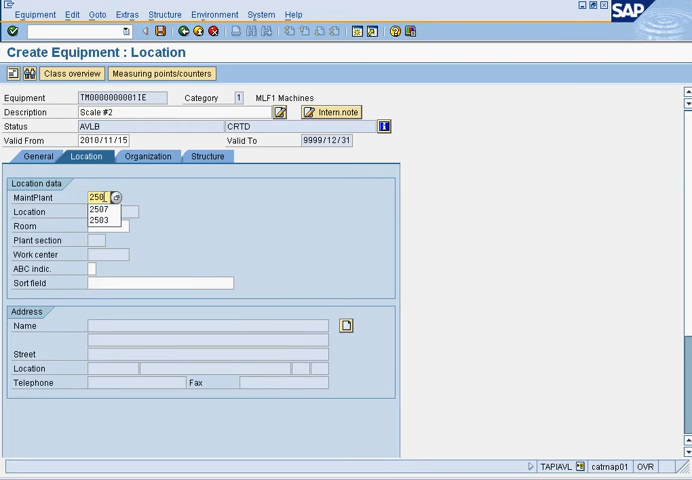 Equipment Edit Goto Extras Structure Environment System Help
SAP
Create Equipment : Location
Class overview Measuring points/counters
Equipment TM0000000001IE Category 1 MLF1 Machines
Description Scale #2 Intern.note
Status AVLB CRTD
Valid From 2010/11/15 Valid To 9999/12/31
General Location Organization Structure
Location data
MaintPlant 250
2507
2503
Location
Room
Plant section
Work center
ABC indic.
Sort field
Address
Name
Street
Location
Telephone Fax
TAPIAVL catmap01 OVR